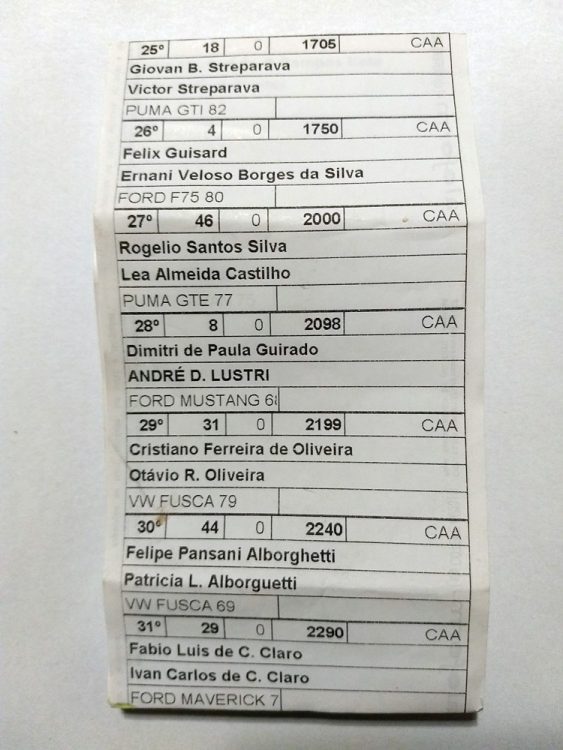 25º 18 0 1705 CAA
Giovan B. Streparava
Victor Streparava
PUMA GTI 82
26º 4 0 1750 CAA
Felix Guisard
Ernani Veloso Borges da Silva
FORD F75 80
27º 46 0 2000 CAA
Rogelio Santos Silva
Lea Almeida Castilho
PUMA GTE 77
28º 8 0 2098 CAA
Dimitri de Paula Guirado
ANDRÉ D. LUSTRI
FORD MUSTANG 6
29º 31 0 2199 CAA
Cristiano Ferreira de Oliveira
Otávio R. Oliveira
VW FUSCA 79
30º 44 0 2240 CAA
Felipe Pansani Alborghetti
Patricia L. Alborguetti
VW FUSCA 69
31º 29 0 2290 CAA
Fabio Luis de C. Claro
Ivan Carlos de C. Claro
FORD MAVERICK 7